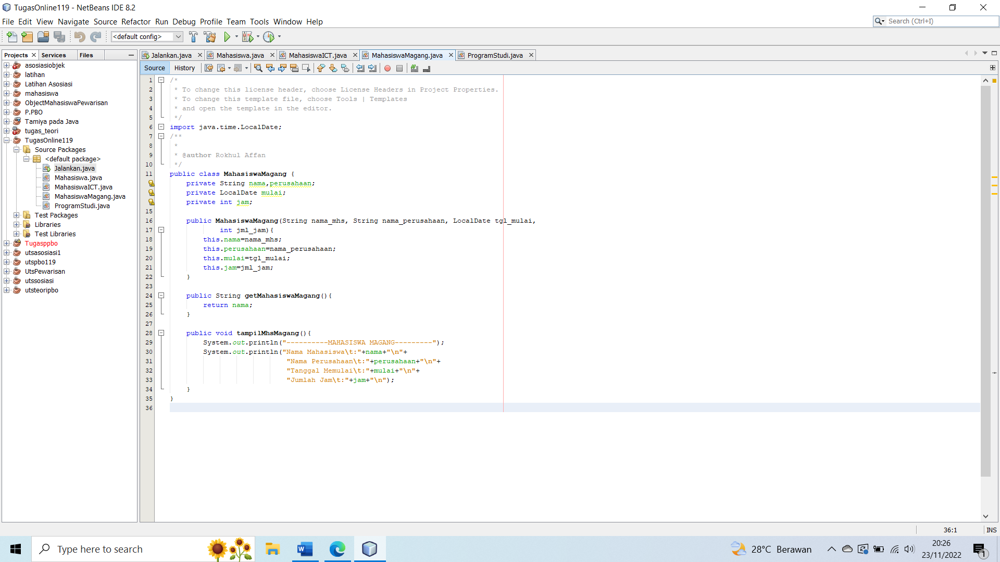 TugasOnline119 - NetBeans IDE 8.2
File Edit View Navigate Source Refactor Run Debug Profile Team Tools Window Help
Search (Ctrl+I)
<default config>
Projects Services Files
Jalankan.java Mahasiswa.java MahasiswaICT.java MahasiswaMagang.java ProgramStudi.java
Source History
asosiasiobjek
latihan
Latihan Asosiasi
mahasiswa
ObjectMahasiswaPewarisan
P.PBO
Tamiya pada Java
tugas_teori
TugasOnline119
Source Packages
<default package>
Jalankan.java
Mahasiswa.java
MahasiswaICT.java
MahasiswaMagang.java
ProgramStudi.java
Test Packages
Libraries
Test Libraries
Tugasppbo
utsasosiasi1
utspbo119
UtsPewarisan
utssosiasi
utsteoripbo
1 /*
2 * To change this license header, choose License Headers in Project Properties.
3 * To change this template file, choose Tools | Templates
4 * and open the template in the editor.
5 */
6 import java.time.LocalDate;
7 /**
8 *
9 * @author Rokhul Affan
10 */
11 public class MahasiswaMagang {
private String nama,perusahaan;
private LocalDate mulai;
private int jam;
15
16 public MahasiswaMagang(String nama_mhs, String nama_perusahaan, LocalDate tgl_mulai,
17 int jml_jam){
18 this.nama=nama_mhs;
19 this.perusahaan=nama_perusahaan;
20 this.mulai=tgl_mulai;
21 this.jam=jml_jam;
22 }
23
24 public String getMahasiswaMagang(){
25 return nama;
26 }
27
28 public void tampilMhsMagang(){
29 System.out.println("----------MAHASISWA MAGANG---------");
30 System.out.println("Nama Mahasiswa\t:"+nama+"\n"+
31 "Nama Perusahaan\t:"+perusahaan+"\n"+
32 "Tanggal Memulai\t:"+mulai+"\n"+
33 "Jumlah Jam\t:"+jam+"\n");
34 }
35 }
36
36:1 INS
Type here to search
28°C Berawan
20:26
23/11/2022
1